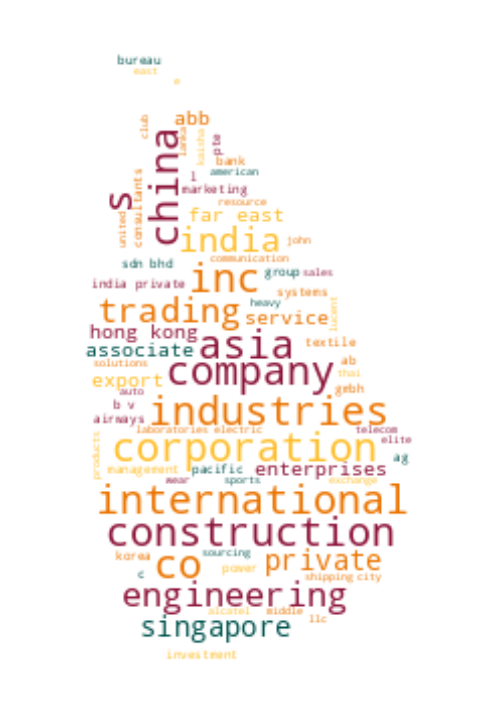 bureau
east
e
club
abb
lanka
kaisha
pte
china
bank
l
american
consultants
s
marketing
resource
united
far east
india
john
communication
sdn bhd
inc
group sales
india private
systems
trading
heavy
service
lucent
hong kong
asia
textile
associate
company
ab
solutions
thai
export
gmbh
auto
b v
industries
airways
laboratories electric
telecom
elite
products
corporation
ag
management
pacific
enterprises
wear
sports
exchange
international
construction
korea
co
sourcing
private
c
power
shipping city
engineering
alcatel
middle
llc
singapore
investment